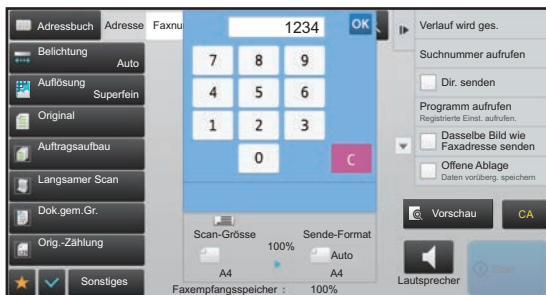 Adressbuch
Adresse
Faxnu
1234
OK
Verlauf wird ges.
Belichtung
Auto
Suchnummer aufrufen
Auflösung
Superfein
7 8 9
4 5 6
1 2 3
0 C
Dir. senden
Original
Programm aufrufen
Registrierte Einst. aufrufen.
Auftragsaufbau
Dasselbe Bild wie
Faxadresse senden
Langsamer Scan
Offene Ablage
Daten vorüberg. speichern
Dok.gem.Gr.
Orig.-Zählung
Sonstiges
Scan-Grösse
100%
Sende-Format
Auto
A4
A4
Faxempfangsspeicher : 100%
Vorschau
CA
Lautsprecher
Start